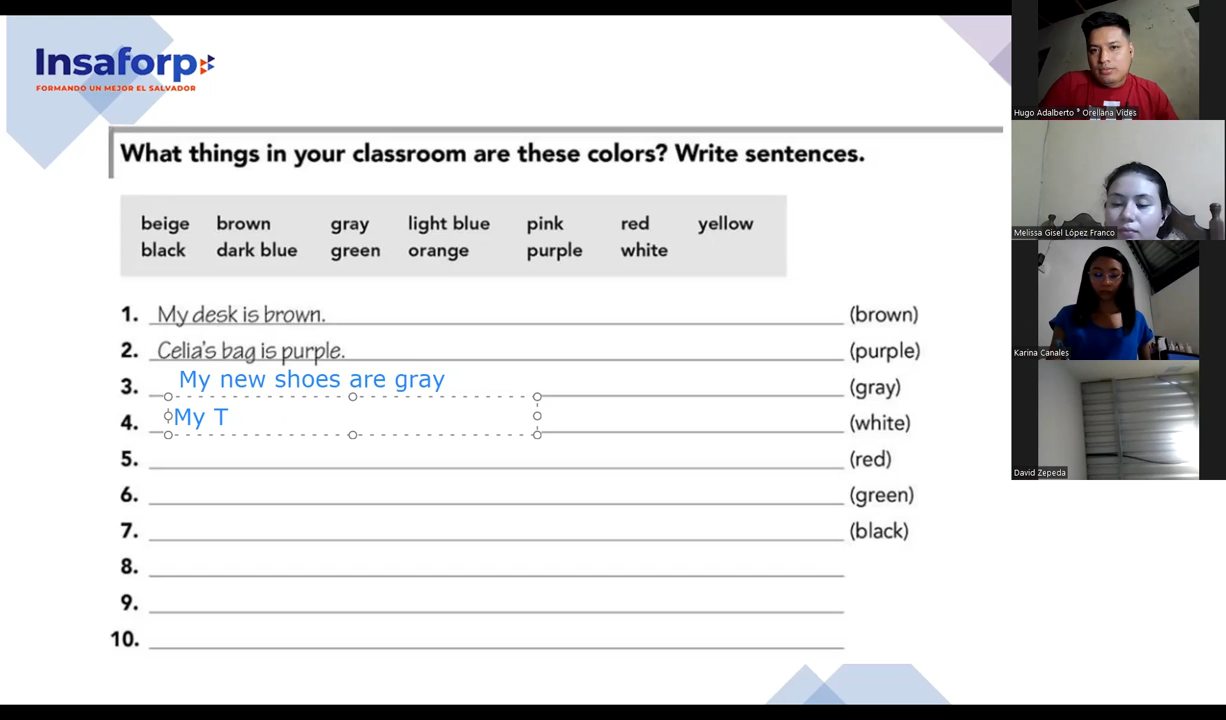 Insaforp
FORMANDO UN MEJOR EL SALVADOR
What things in your classroom are these colors? Write sentences.
beige brown gray light blue pink red yellow
black dark blue green orange purple white
1. My desk is brown. (brown)
2. Celia's bag is purple. (purple)
3. My new shoes are gray (gray)
4. My T (white)
5. (red)
6. (green)
7. (black)
8.
9.
10.
Hugo Adalberto * Orellana Vides
Melissa Gisel López Franco
Karina Canales
David Zepeda